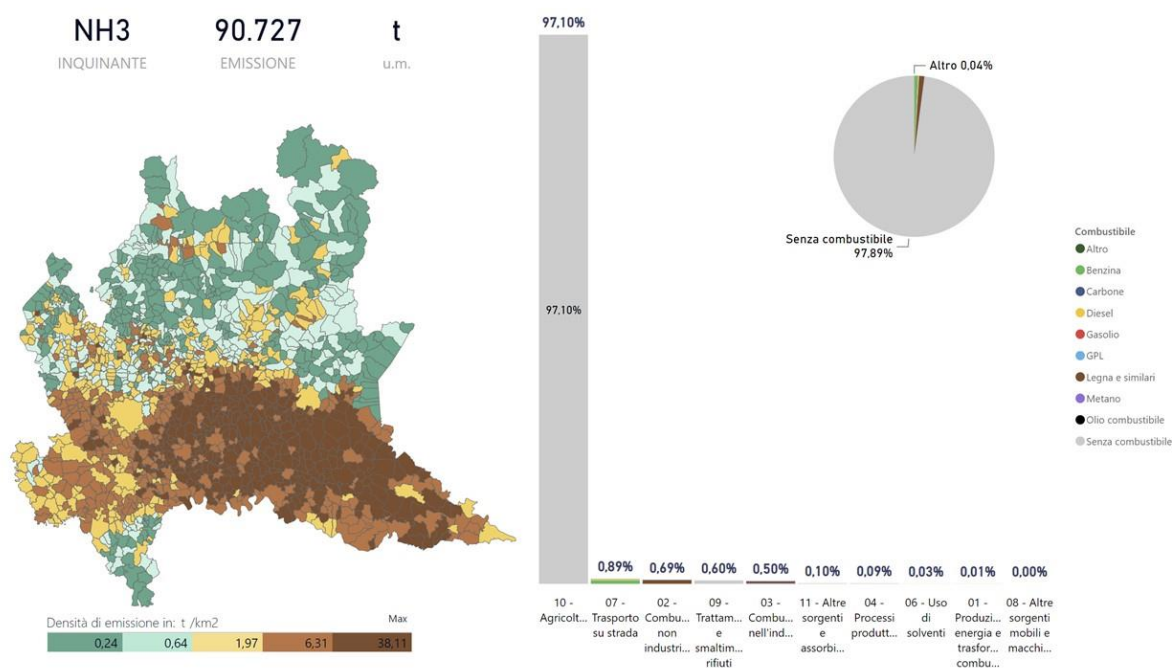 NH3 90.727 t
INQUINANTE EMISSIONE u.m.
97,10%
Altro 0,04%
Senza combustibile
97,89%
97,10%
Combustibile
Altro
Benzina
Carbone
Diesel
Gasolio
GPL
Legna e similari
Metano
Olio combustibile
Senza combustibile
0,89% 0,69% 0,60% 0,50% 0,10% 0,09% 0,03% 0,01% 0,00%
10 -
Agricolt...
07 -
Trasporto
su strada
02 -
Combu...
non
industri...
09 -
Trattam...
e
smaltim...
rifiuti
03 -
Combu...
nell'ind...
11 - Altre
sorgenti
e
assorbi...
04 -
Processi
produtt...
06 - Uso
di
solventi
01 -
Produzi...
energia e
trasfor...
combu...
08 - Altre
sorgenti
mobili e
macchi...
Densità di emissione in: t /km2 Max
0,24 0,64 1,97 6,31 38,11